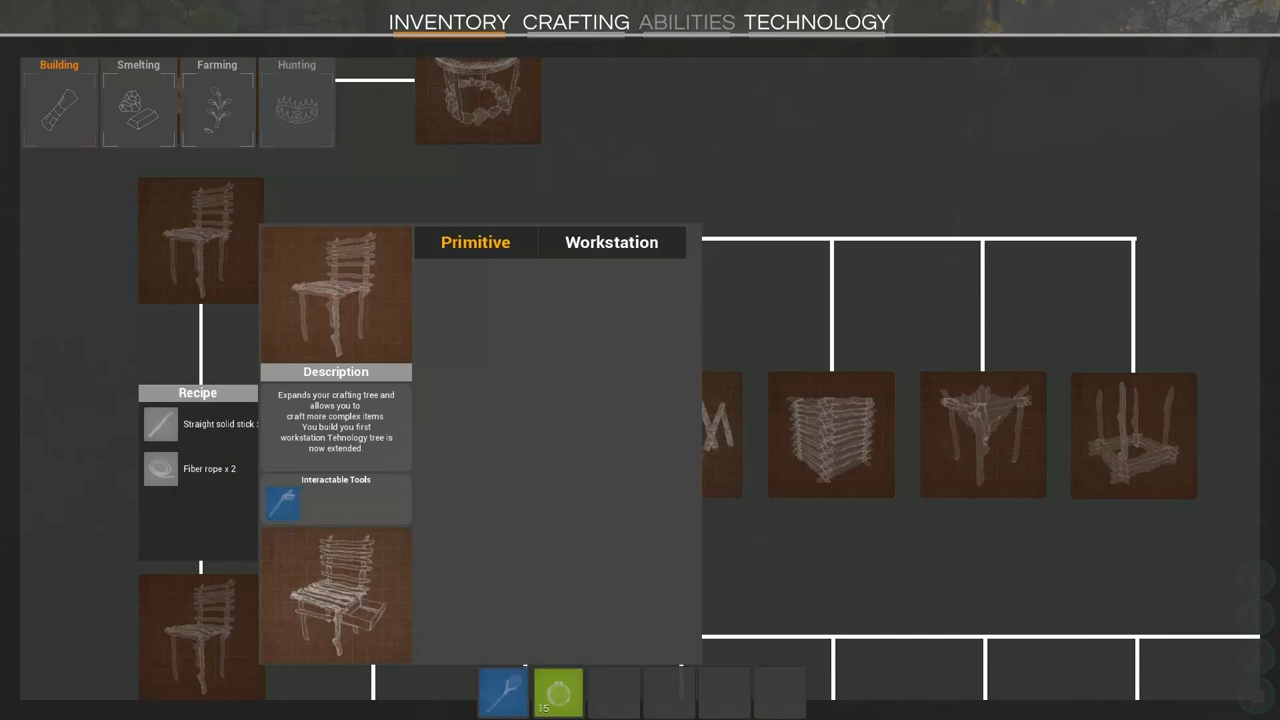 INVENTORY CRAFTING ABILITIES TECHNOLOGY
Building Smelting Farming Hunting
Primitive Workstation
Description
Expands your crafting tree and
allows you to
craft more complex items
You build you first
workstation Tehnology tree is
now extended
Interactable Tools
Recipe
Straight solid stick :
Fiber rope x 2
15